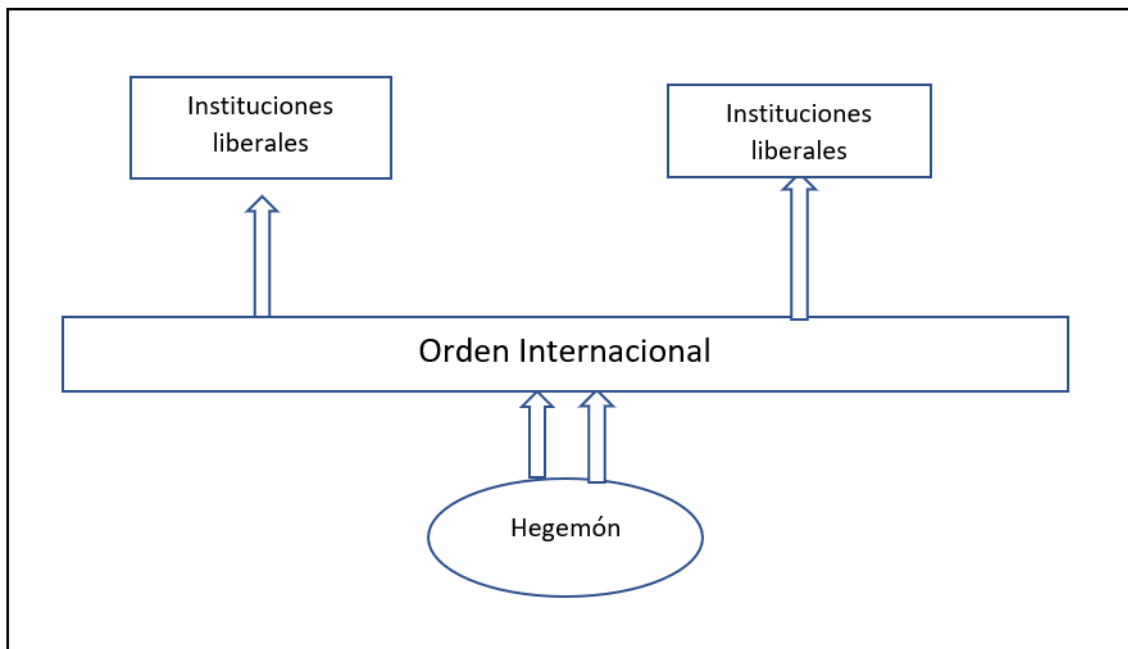 Instituciones
liberales
Instituciones
liberales
Orden Internacional
Hegemón